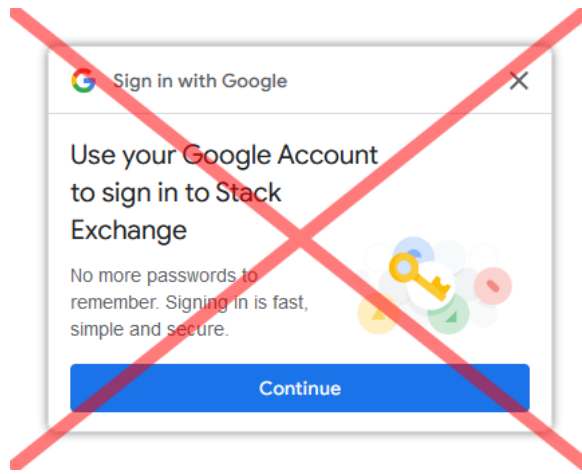 Sign in with Google
Use your Google Account
to sign in to Stack
Exchange
No more passwords to
remember. Signing in is fast,
simple and secure.
Continue